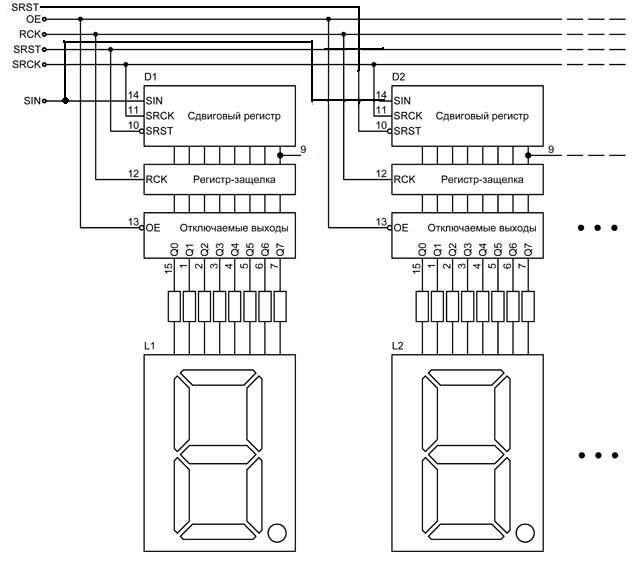 SRST
OE
RCK
SRST
SRCK
SIN
D1
14 SIN
11 SRCK
10 SRST
Сдвиговый регистр
9
12 RCK
Регистр-защелка
13 OE
Отключаемые выходы
Q0 Q1 Q2 Q3 Q4 Q5 Q6 Q7
15 1 2 3 4 5 6 7
L1
D2
14 SIN
11 SRCK
10 SRST
Сдвиговый регистр
9
12 RCK
Регистр-защелка
13 OE
Отключаемые выходы
Q0 Q1 Q2 Q3 Q4 Q5 Q6 Q7
15 1 2 3 4 5 6 7
L2